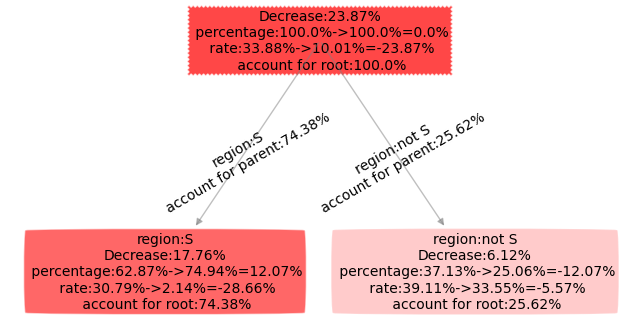 Decrease:23.87%
percentage:100.0%->100.0%=0.0%
rate:33.88%->10.01%=-23.87%
account for root:100.0%
region:S
account for parent:74.38%
region:not S
account for parent:25.62%
region:S
Decrease:17.76%
percentage:62.87%->74.94%=12.07%
rate:30.79%->2.14%=-28.66%
account for root:74.38%
region:not S
Decrease:6.12%
percentage:37.13%->25.06%=-12.07%
rate:39.11%->33.55%=-5.57%
account for root:25.62%